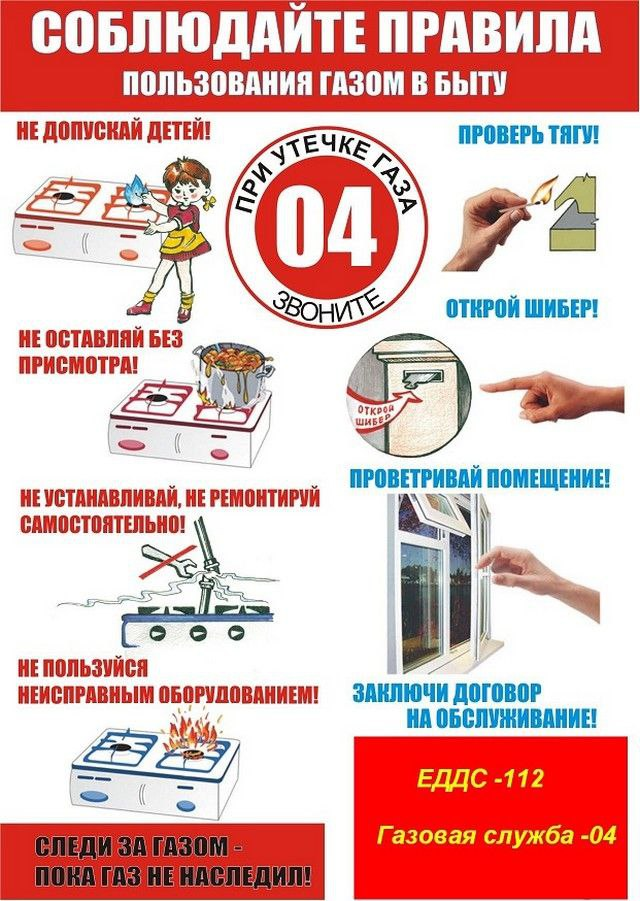 СОБЛЮДАЙТЕ ПРАВИЛА
ПОЛЬЗОВАНИЯ ГАЗОМ В БЫТУ
НЕ ДОПУСКАЙ ДЕТЕЙ!
ПРИ УТЕЧКЕ ГАЗА
04
ЗВОНИТЕ
ПРОВЕРЬ ТЯГУ!
ОТКРОЙ ШИБЕР!
НЕ ОСТАВЛЯЙ БЕЗ
ПРИСМОТРА!
ОТКРОЙ
ШИБЕР
ПРОВЕТРИВАЙ ПОМЕЩЕНИЕ!
НЕ УСТАНАВЛИВАЙ, НЕ РЕМОНТИРУЙ
САМОСТОЯТЕЛЬНО!
НЕ ПОЛЬЗУЙСЯ
НЕИСПРАВНЫМ ОБОРУДОВАНИЕМ!
ЗАКЛЮЧИ ДОГОВОР
НА ОБСЛУЖИВАНИЕ!
ЕДДС -112
Газовая служба -04
СЛЕДИ ЗА ГАЗОМ -
ПОКА ГАЗ НЕ НАСЛЕДИЛ!